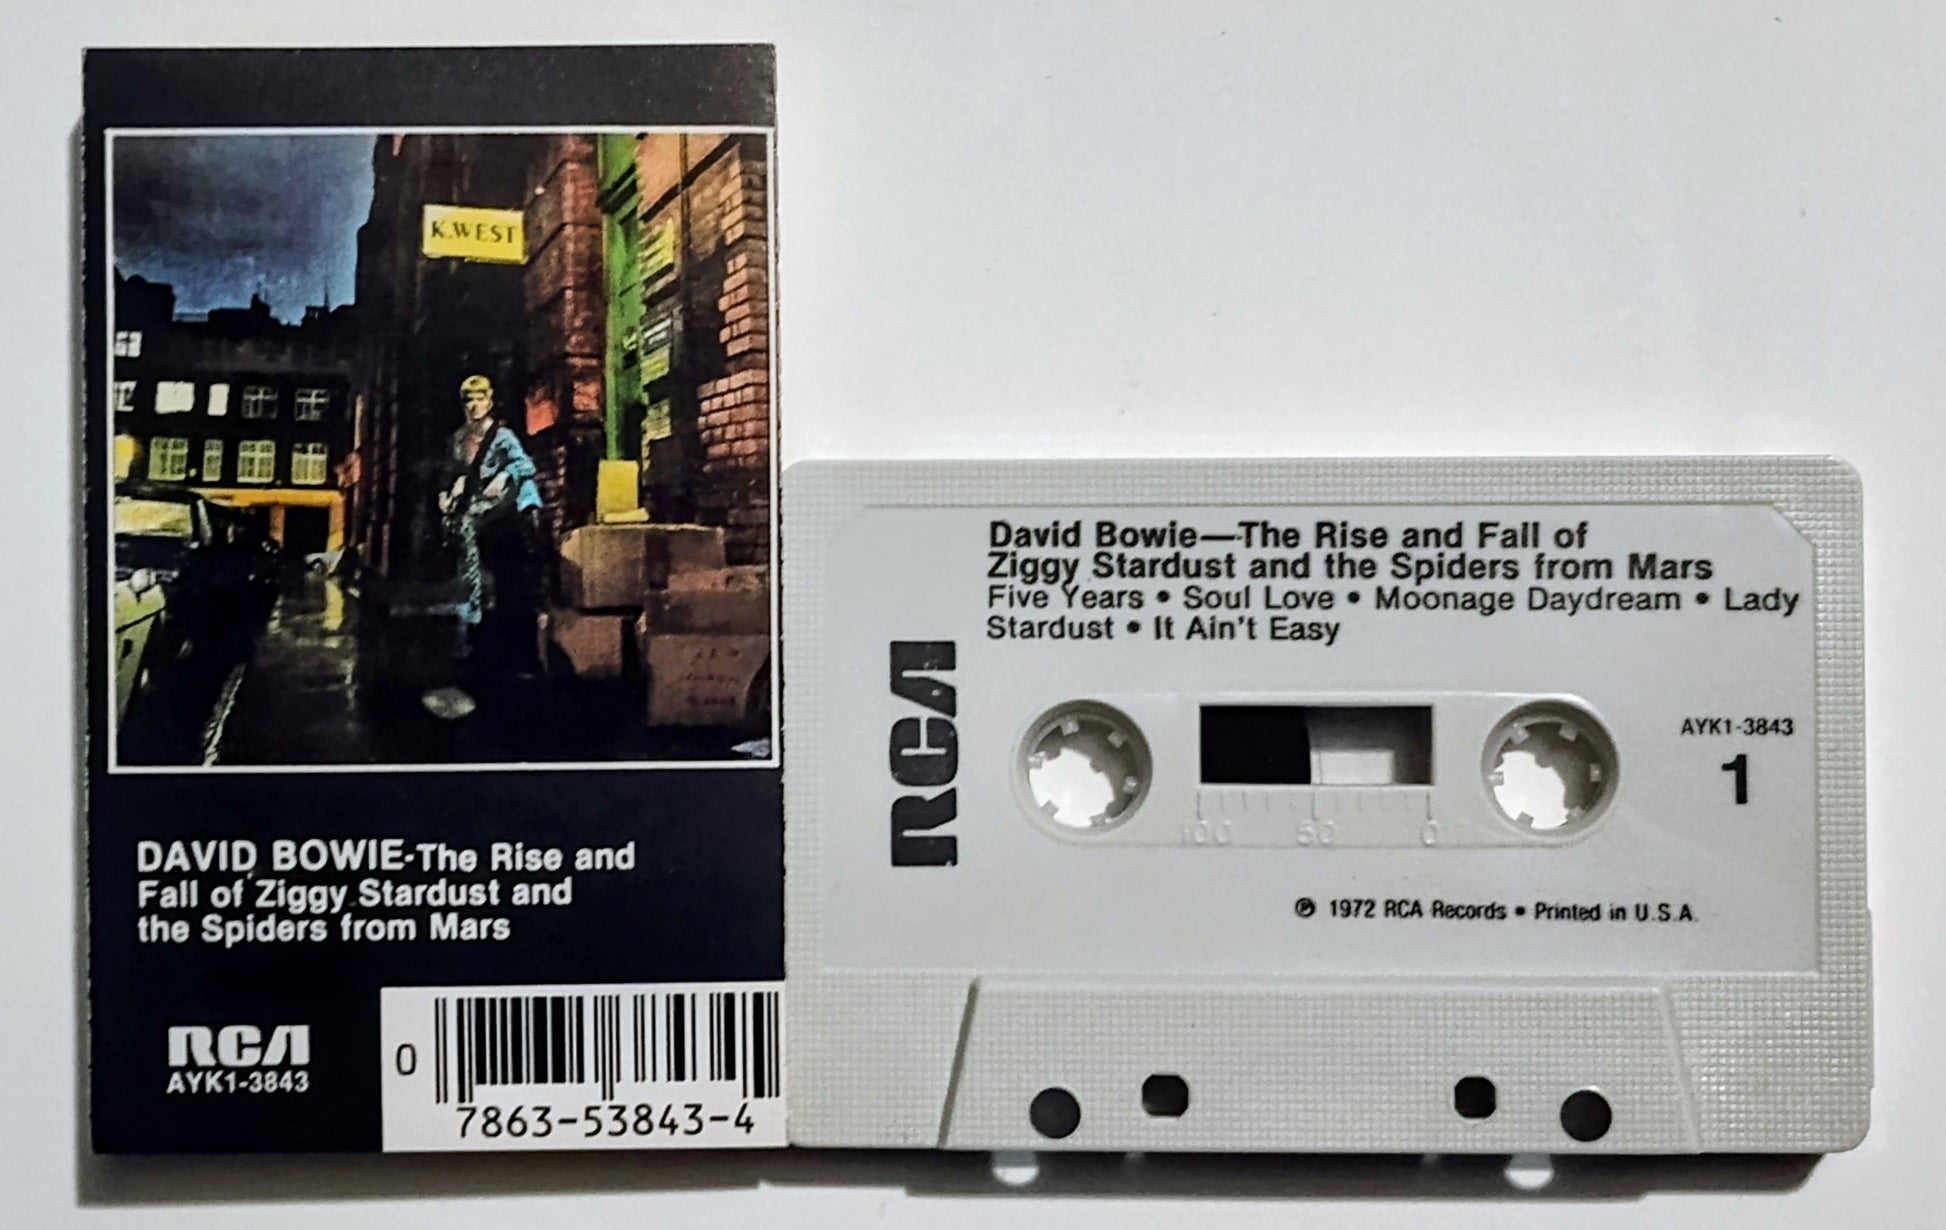 K.WEST
DAVID BOWIE-The Rise and
Fall of Ziggy Stardust and
the Spiders from Mars
RCA
AYK1-3843
0
7863-53843-4
David Bowie—The Rise and Fall of
Ziggy Stardust and the Spiders from Mars
Five Years • Soul Love • Moonage Daydream • Lady
Stardust • It Ain't Easy
RCA
AYK1-3843
1
100 50 0
℗ 1972 RCA Records • Printed in U.S.A.